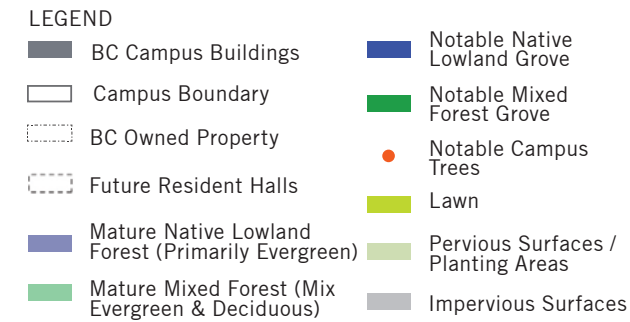 LEGEND
BC Campus Buildings
Campus Boundary
BC Owned Property
Future Resident Halls
Mature Native Lowland
Forest (Primarily Evergreen)
Mature Mixed Forest (Mix
Evergreen & Deciduous)
Notable Native
Lowland Grove
Notable Mixed
Forest Grove
Notable Campus
Trees
Lawn
Pervious Surfaces /
Planting Areas
Impervious Surfaces